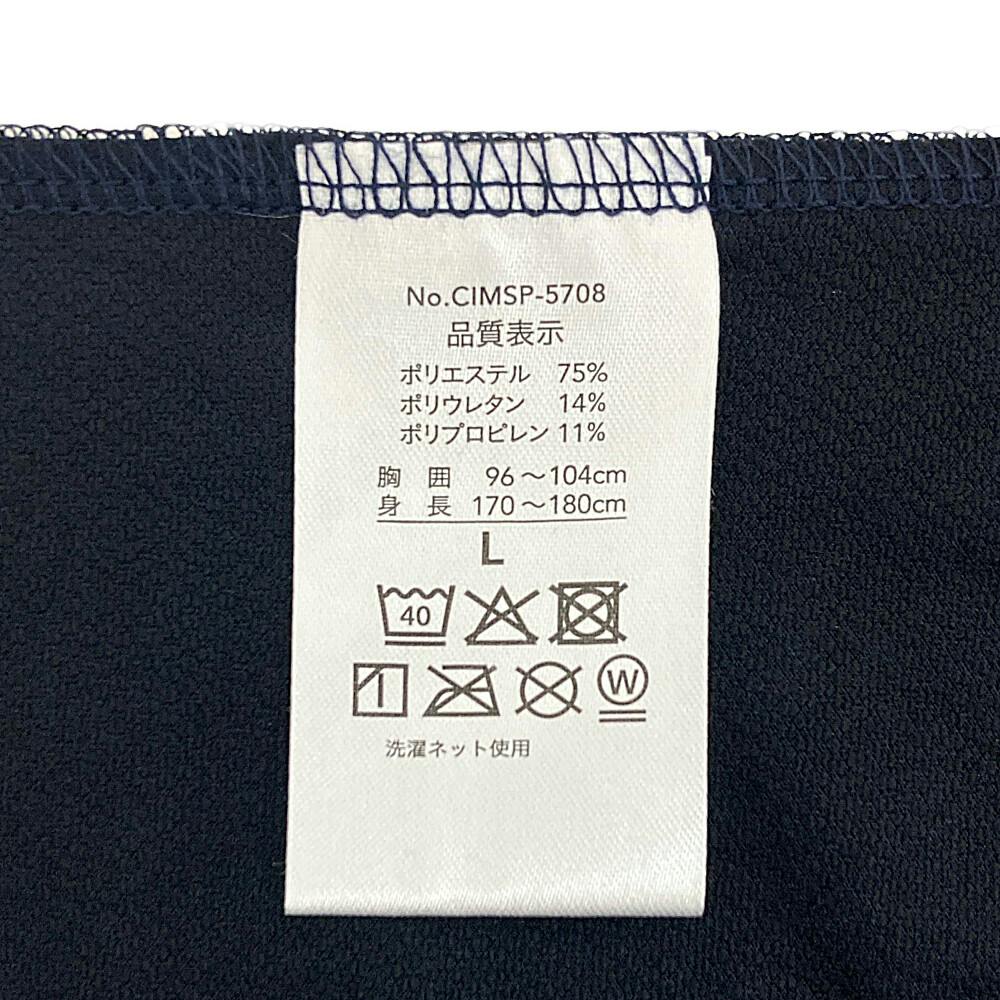 No.CIMSP-5708
品質表示
ポリエステル 75%
ポリウレタン 14%
ポリプロピレン 11%
胸 囲 96～104cm
身 長 170～180cm
L
40
W
洗濯ネット使用